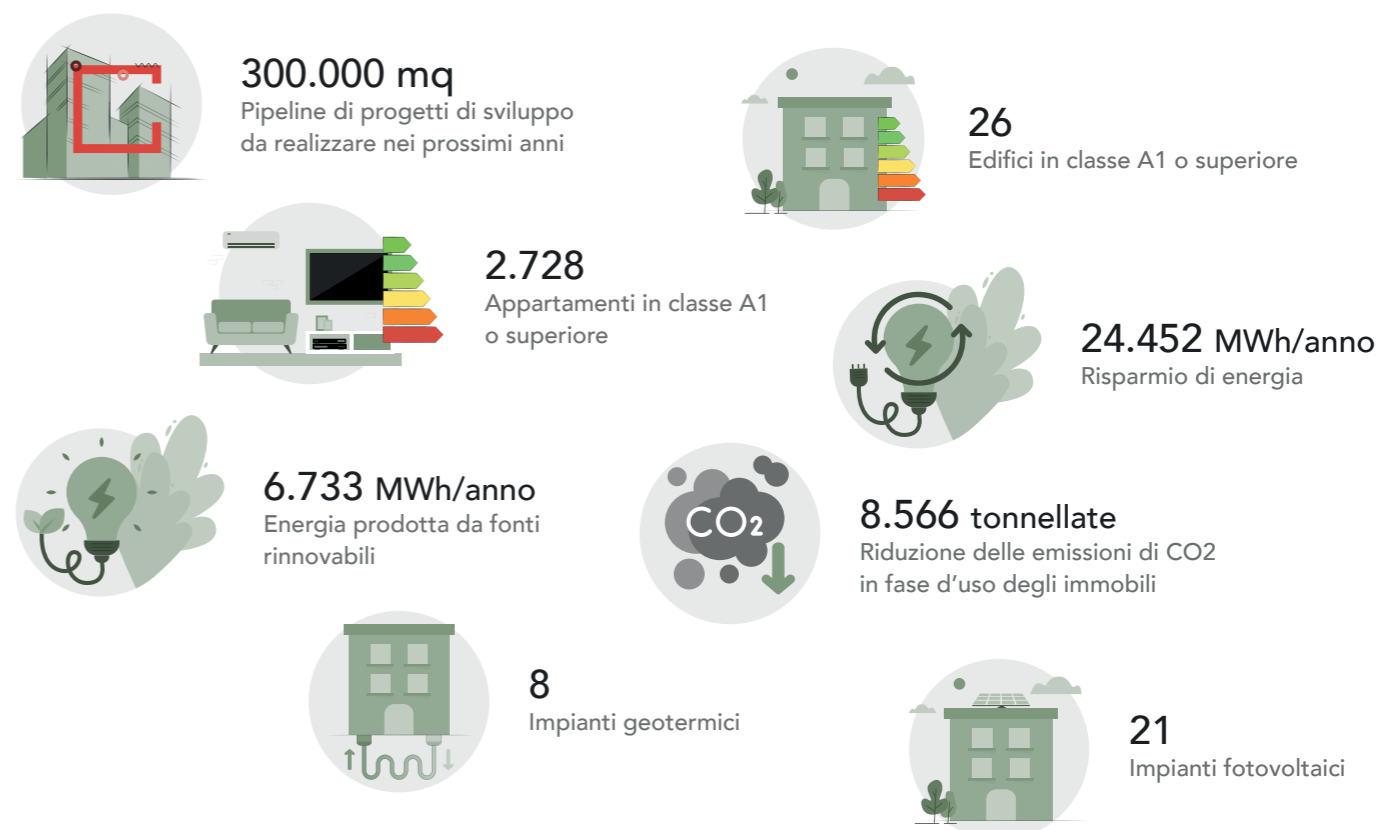 300.000 mq
Pipeline di progetti di sviluppo
da realizzare nei prossimi anni
26
Edifici in classe A1 o superiore
2.728
Appartamenti in classe A1
o superiore
24.452 MWh/anno
Risparmio di energia
6.733 MWh/anno
Energia prodotta da fonti
rinnovabili
CO2
8.566 tonnellate
Riduzione delle emissioni di CO2
in fase d’uso degli immobili
8
Impianti geotermici
21
Impianti fotovoltaici